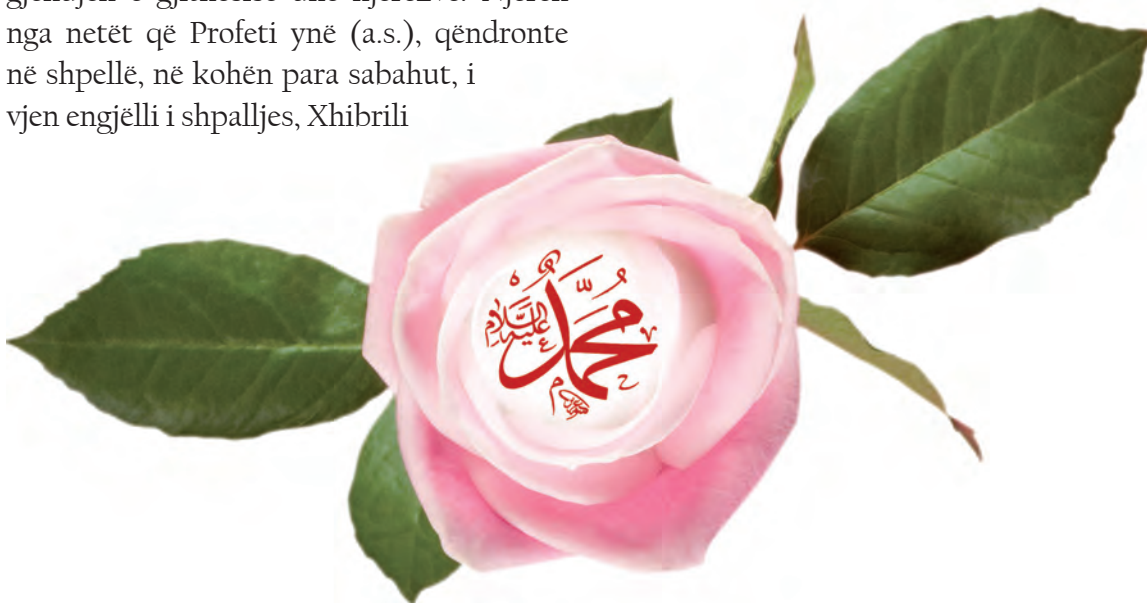 nga netët që Profeti ynë (a.s.), qëndronte
në shpellë, në kohën para sabahut, i
vjen engjëlli i shpalljes, Xhibrili
محمد
عليه السلام